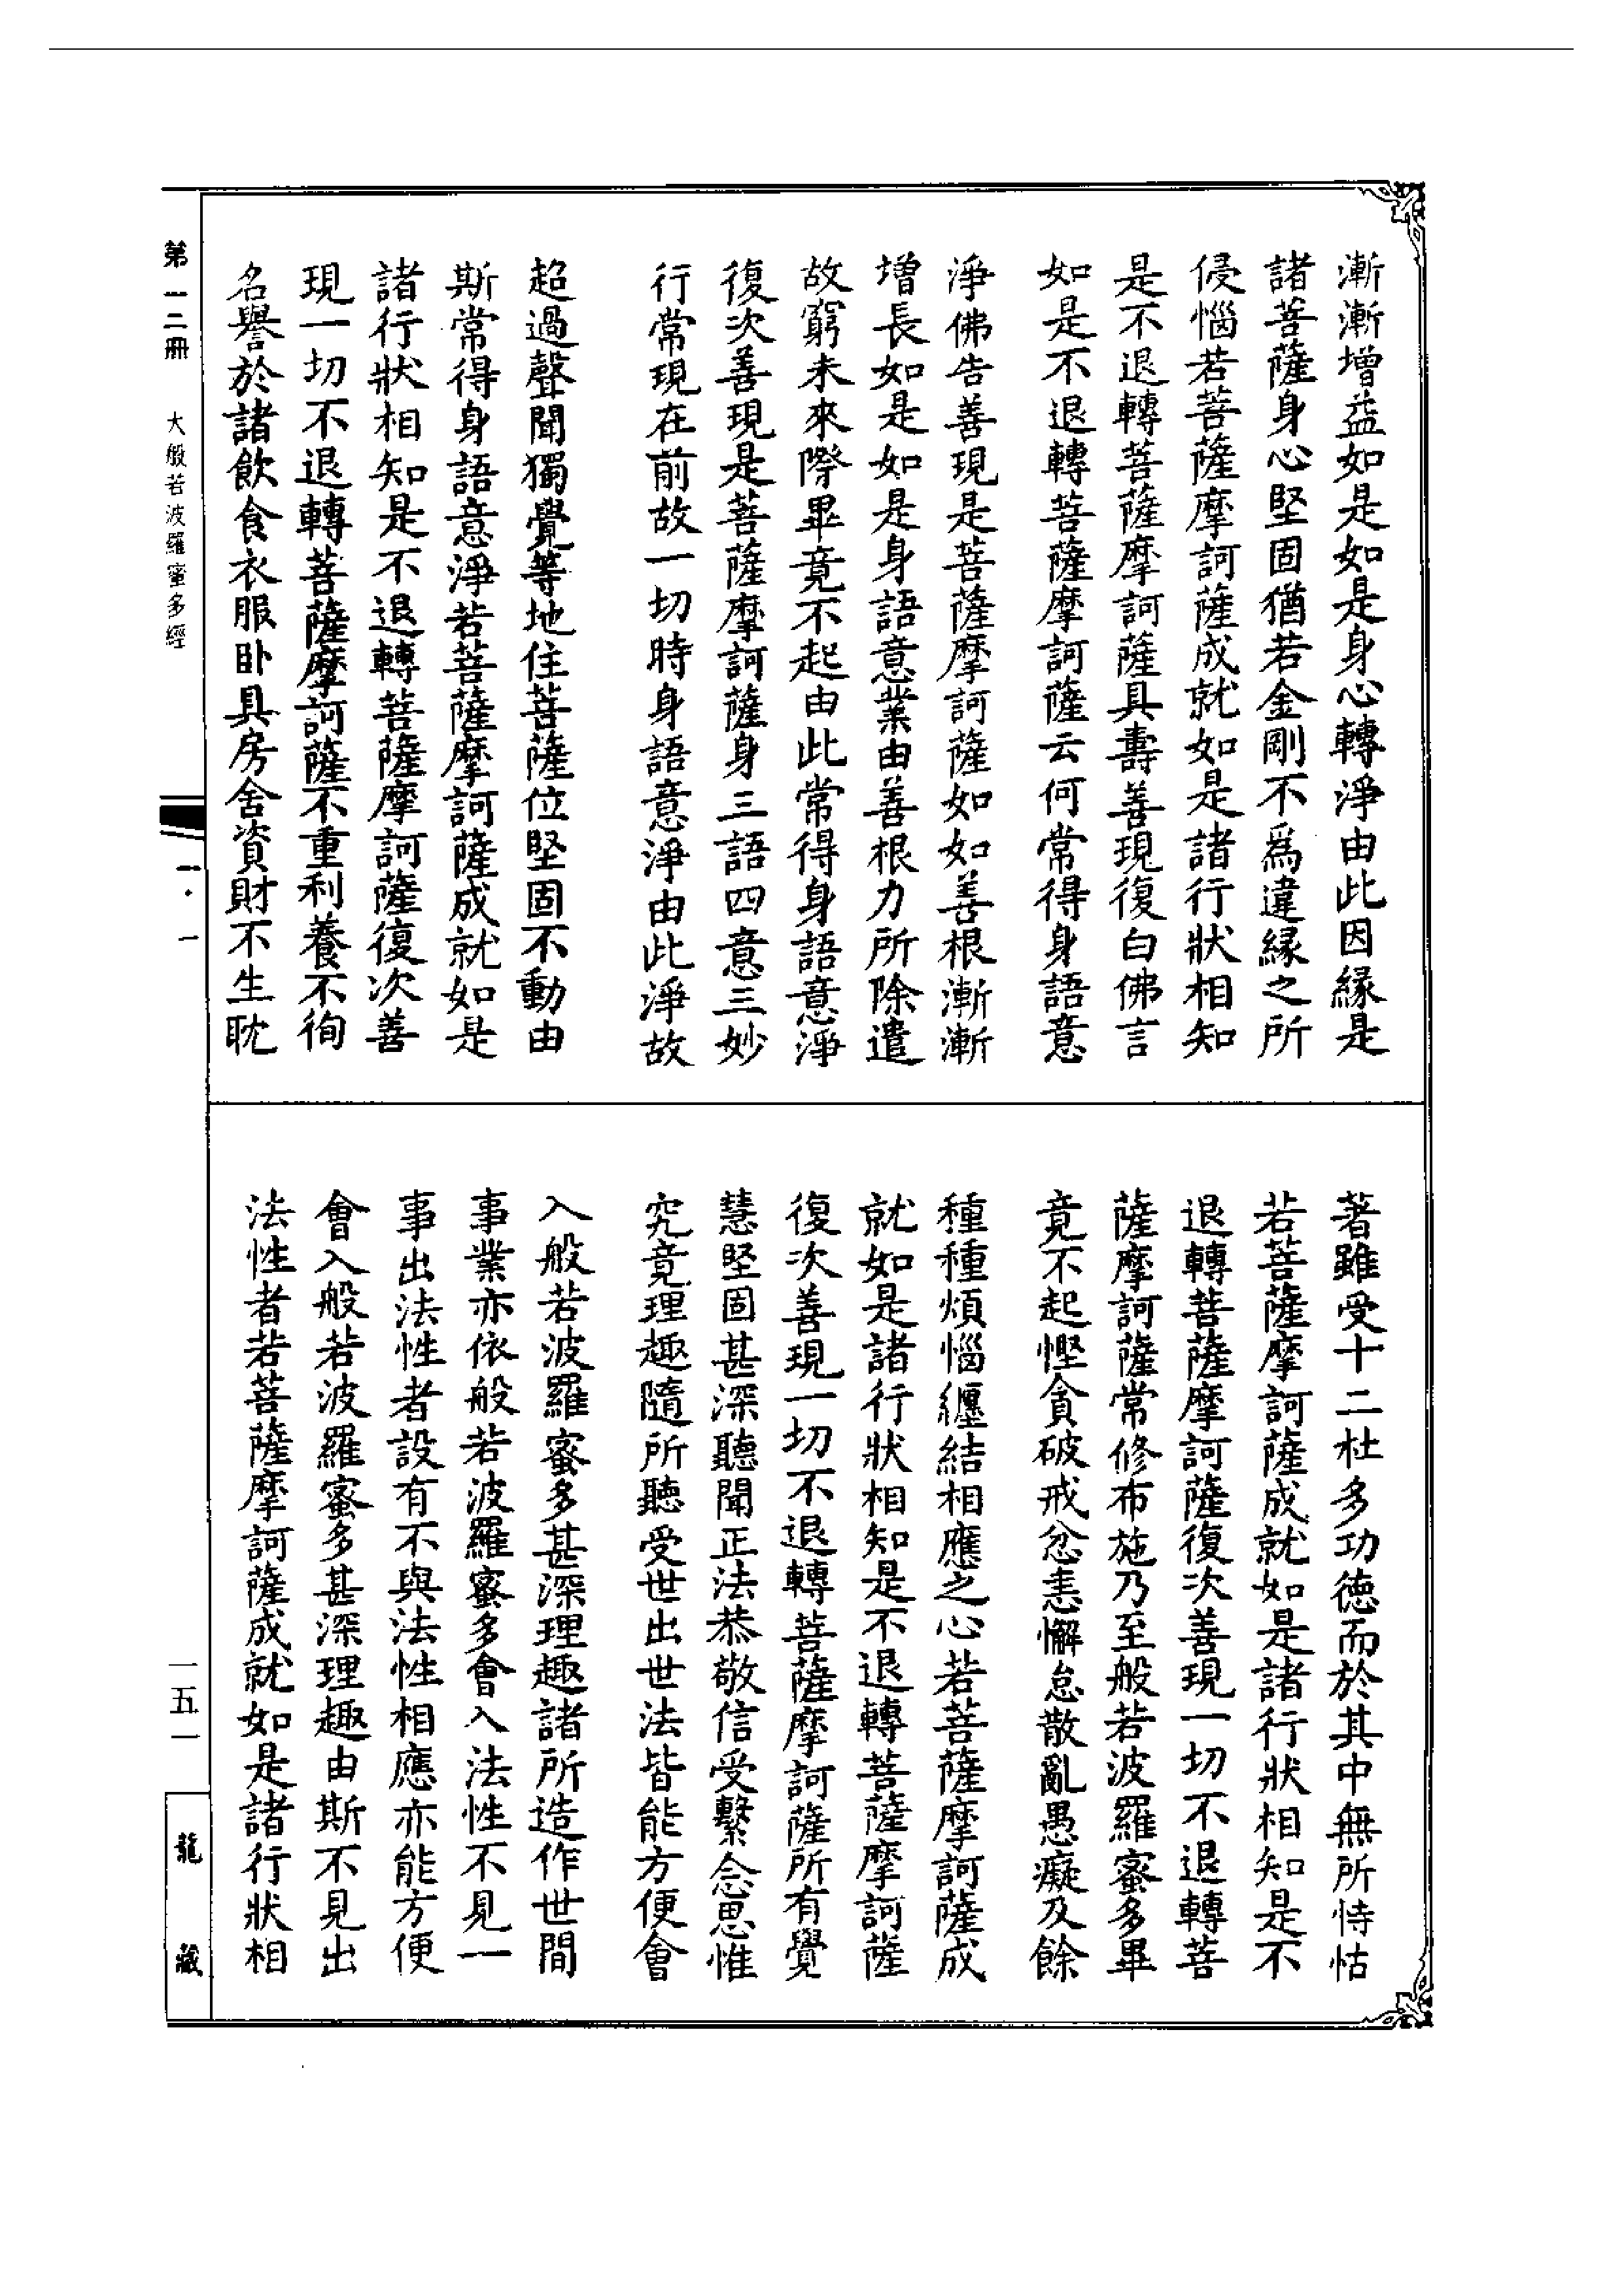 漸漸增益如是如是身心轉淨由此因緣是
諸菩薩身心堅固猶若金剛不爲違緣之所
侵惱若菩薩摩訶薩成就如是諸行狀相知
是不退轉菩薩摩訶薩具壽善現復白佛言
如是不退轉菩薩摩訶薩云何常得身語意
淨佛告善現是菩薩摩訶薩如如善根漸漸
增長如是如是身語意業由善根力所除遣
故窮未來際畢竟不起由此常得身語意淨
復次善現是菩薩摩訶薩身三語四意三妙
行常現在前故一切時身語意淨由此淨故
超過聲聞獨覺等地住菩薩位堅固不動由
斯常得身語意淨若菩薩摩訶薩成就如是
諸行狀相知是不退轉菩薩摩訶薩復次善
現一切不退轉菩薩摩訶薩不重利養不徇
名譽於諸飲食衣服卧具房舍資財不生耽
著雖受十二杜多功德而於其中無所恃怙
若菩薩摩訶薩成就如是諸行狀相知是不
退轉菩薩摩訶薩復次善現一切不退轉菩
薩摩訶薩常修布施乃至般若波羅蜜多畢
竟不起慳貪破戒忿恚懈怠散亂愚癡及餘
種種煩惱纏結相應之心若菩薩摩訶薩成
就如是諸行狀相知是不退轉菩薩摩訶薩
復次善現一切不退轉菩薩摩訶薩所有覺
慧堅固甚深聽聞正法恭敬信受繫念思惟
究竟理趣隨所聽受世出世法皆能方便會
入般若波羅蜜多甚深理趣諸所造作世間
事業亦依般若波羅蜜多會入法性不見一
事出法性者設有不與法性相應亦能方便
會入般若波羅蜜多甚深理趣由斯不見出
法性者若菩薩摩訶薩成就如是諸行狀相
第一二冊 大般若波羅蜜多經
一·一
一五一
龍藏